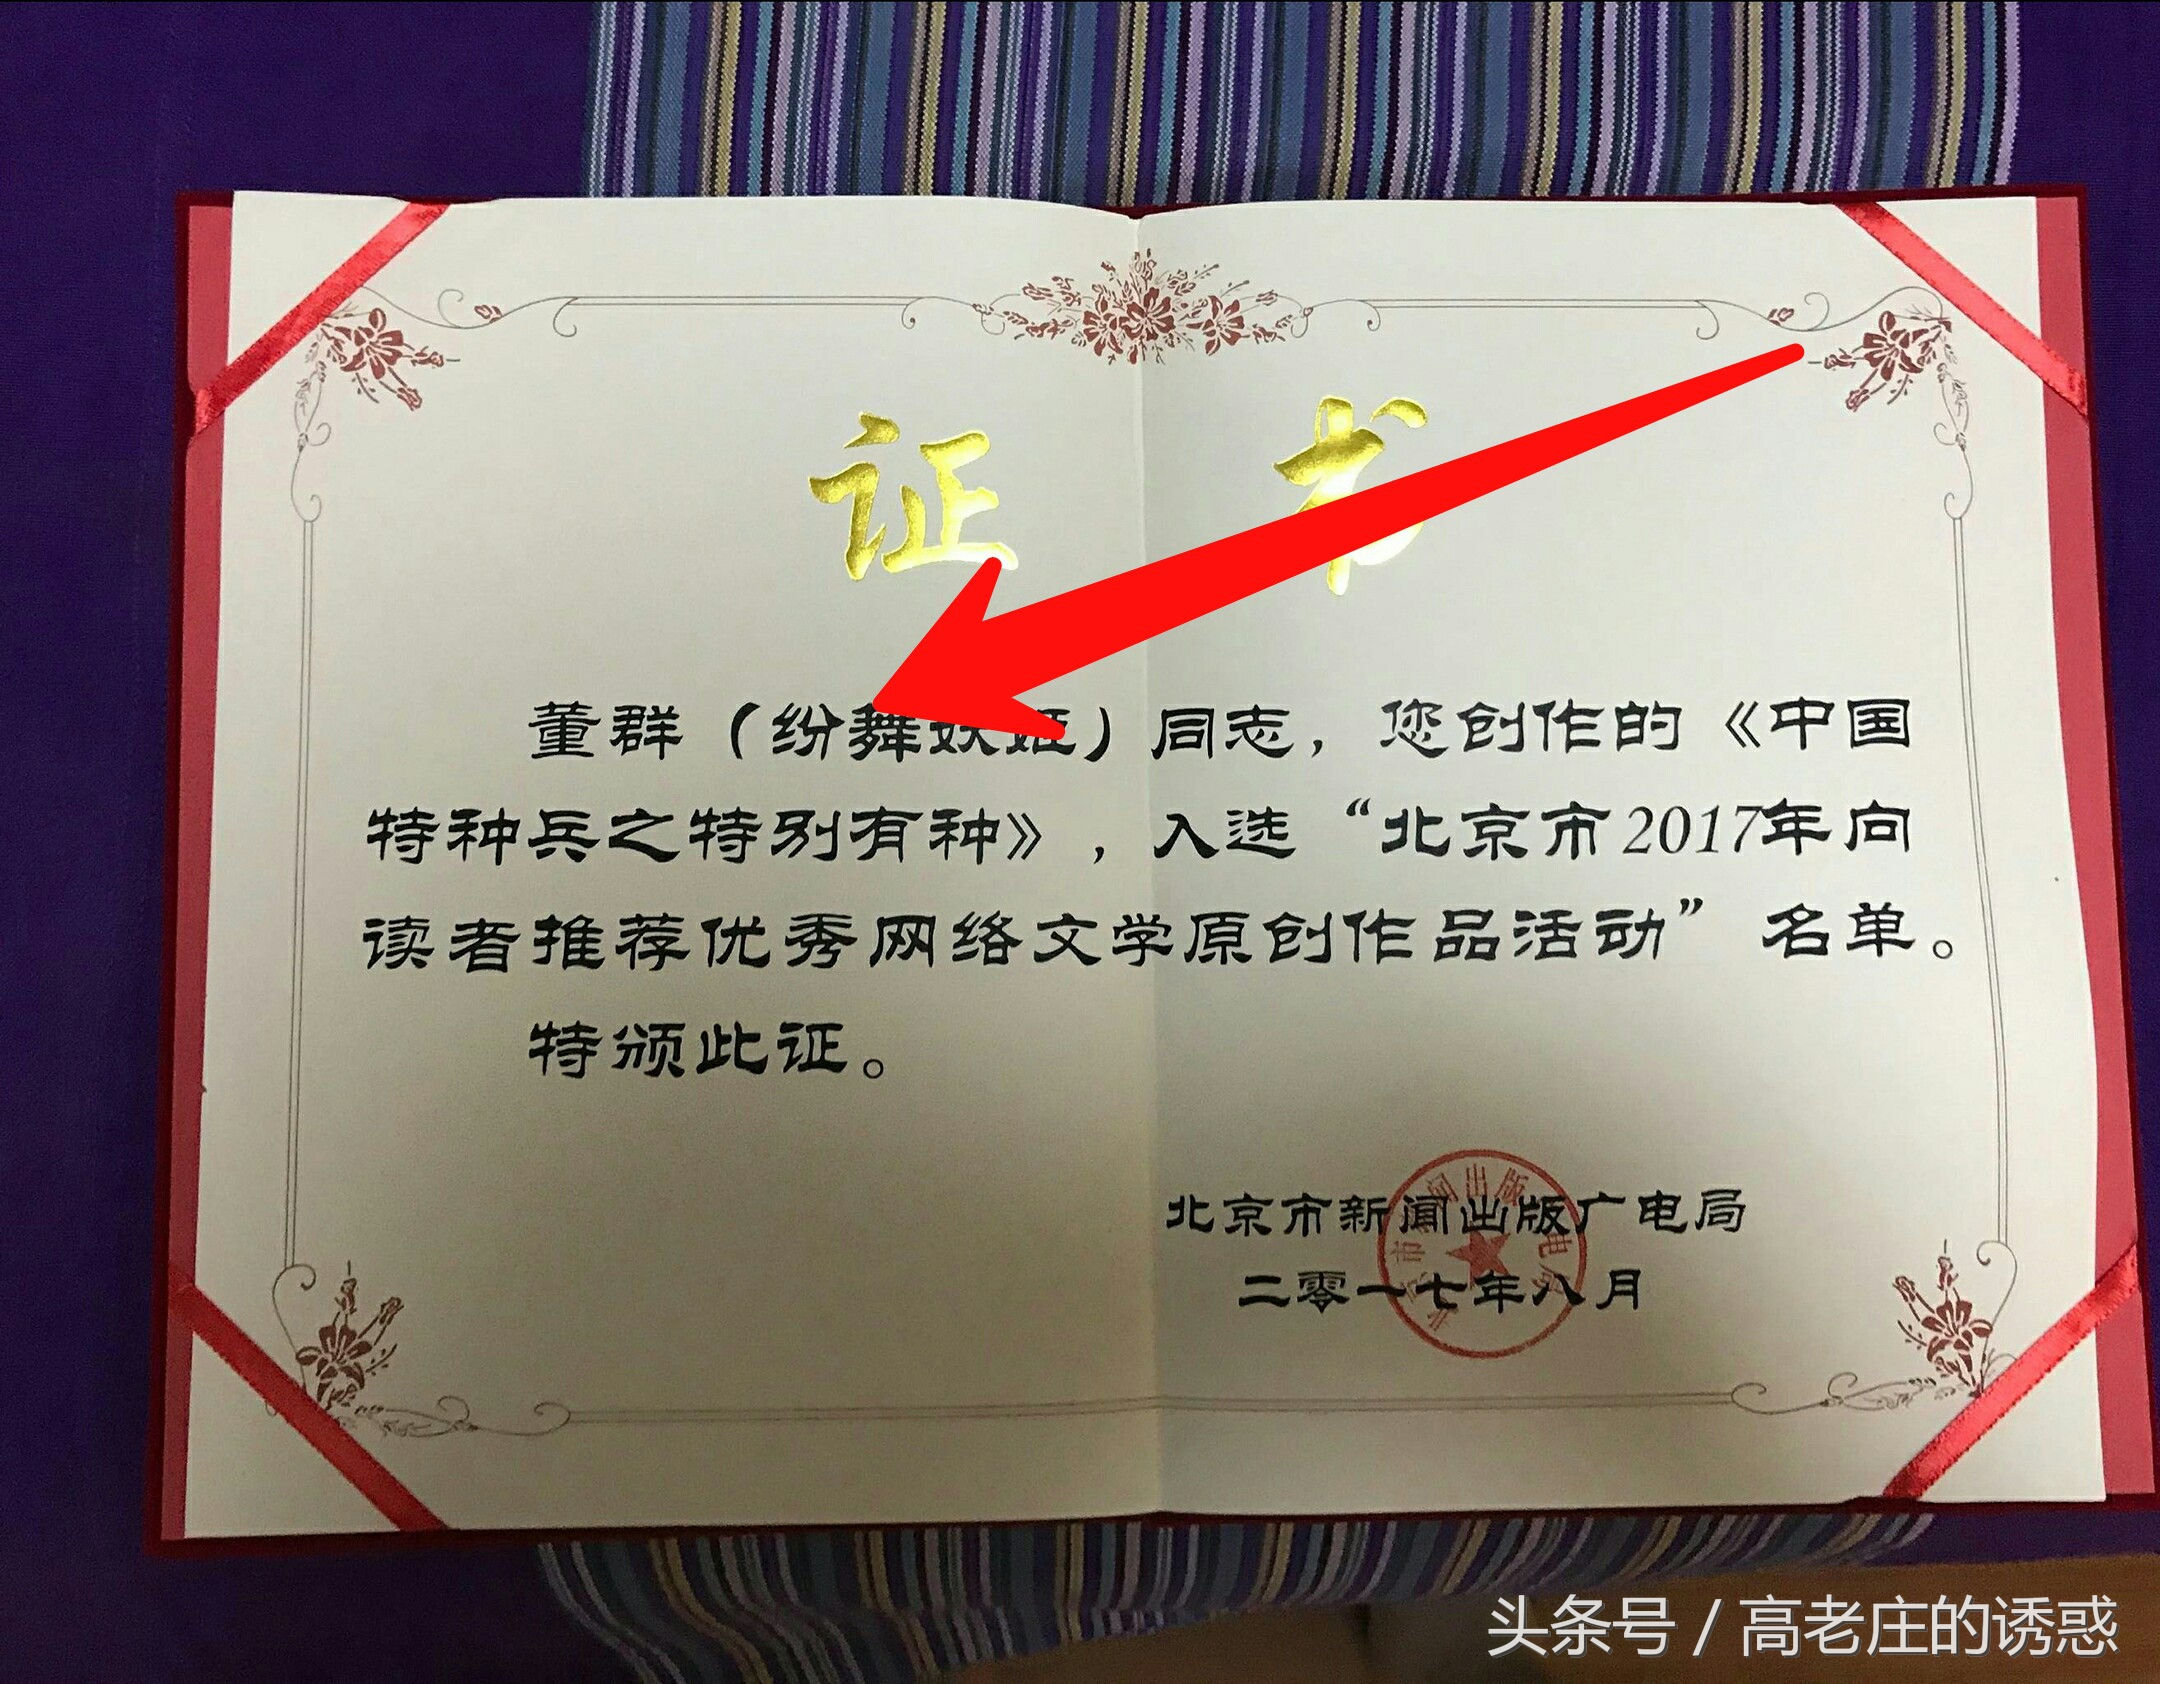 证书
董群（纷舞妖姬）同志，您创作的《中国
特种兵之特别有种》，入选“北京市2017年向
读者推荐优秀网络文学原创作品活动”名单。
特颁此证。
北京市新闻出版广电局
二零一七年八月
头条号 / 高老庄的诱惑